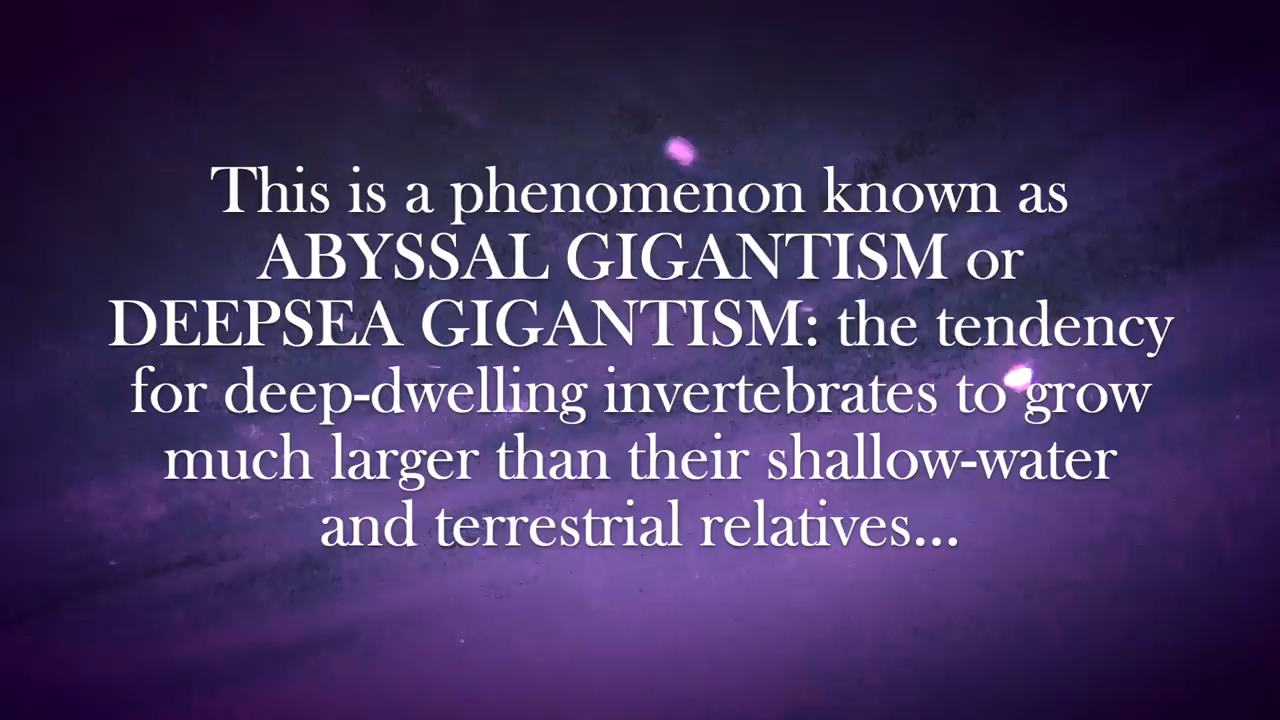 This is a phenomenon known as
ABYSSAL GIGANTISM or
DEEPSEA GIGANTISM: the tendency
for deep-dwelling invertebrates to grow
much larger than their shallow-water
and terrestrial relatives...